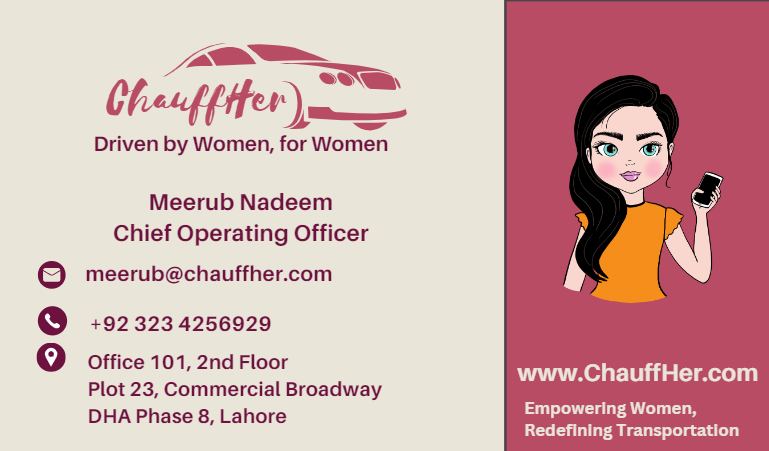 ChauffHer
Driven by Women, for Women
Meerub Nadeem
Chief Operating Officer
meerub@chauffher.com
+92 323 4256929
Office 101, 2nd Floor
Plot 23, Commercial Broadway
DHA Phase 8, Lahore
www.ChauffHer.com
Empowering Women,
Redefining Transportation